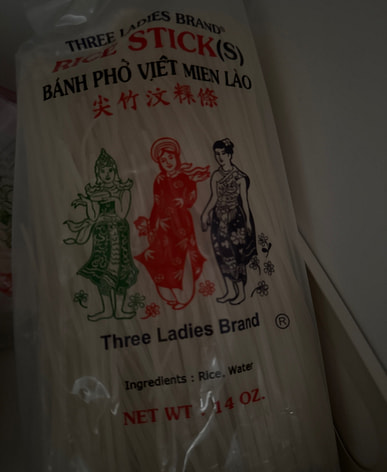 THREE LADIES BRAND®
RICE STICK(S)
BÁNH PHỞ VIÊT MIEN LÀO
尖竹汶粿條
Three Ladies Brand ®
Ingredients : Rice, Water
NET WT 14 OZ.